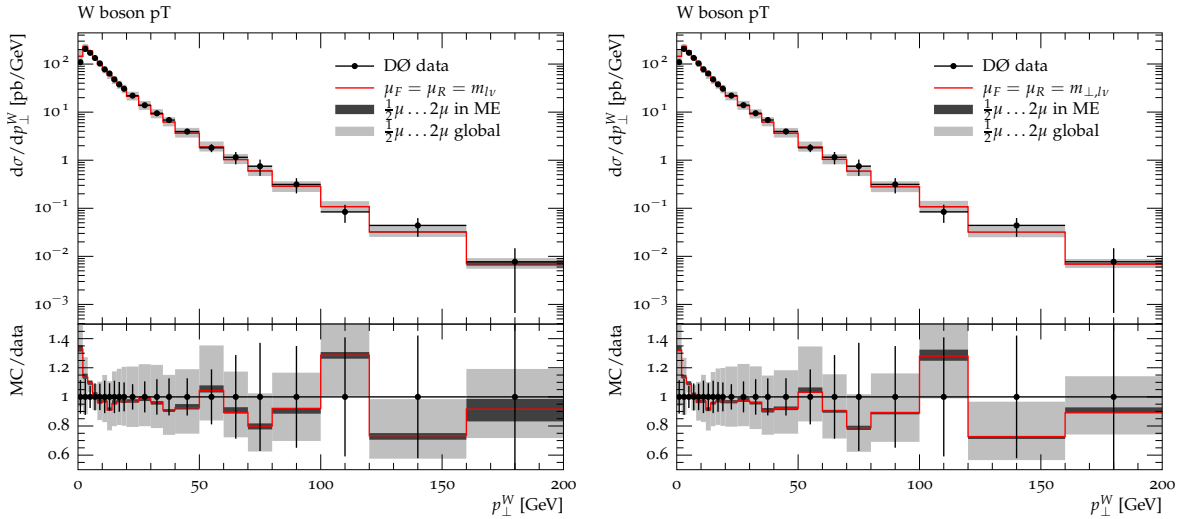 W boson pT
dσ/dp⊥^W [pb/GeV]
10²
10¹
1
10⁻¹
10⁻²
10⁻³
DØ data
μF = μR = mlν
½μ . . . 2μ in ME
½μ . . . 2μ global
MC/data
1.4
1.2
1
0.8
0.6
0
50
100
150
200
p⊥^W [GeV]
W boson pT
dσ/dp⊥^W [pb/GeV]
10²
10¹
1
10⁻¹
10⁻²
10⁻³
DØ data
μF = μR = m⊥,lν
½μ . . . 2μ in ME
½μ . . . 2μ global
MC/data
1.4
1.2
1
0.8
0.6
0
50
100
150
200
p⊥^W [GeV]